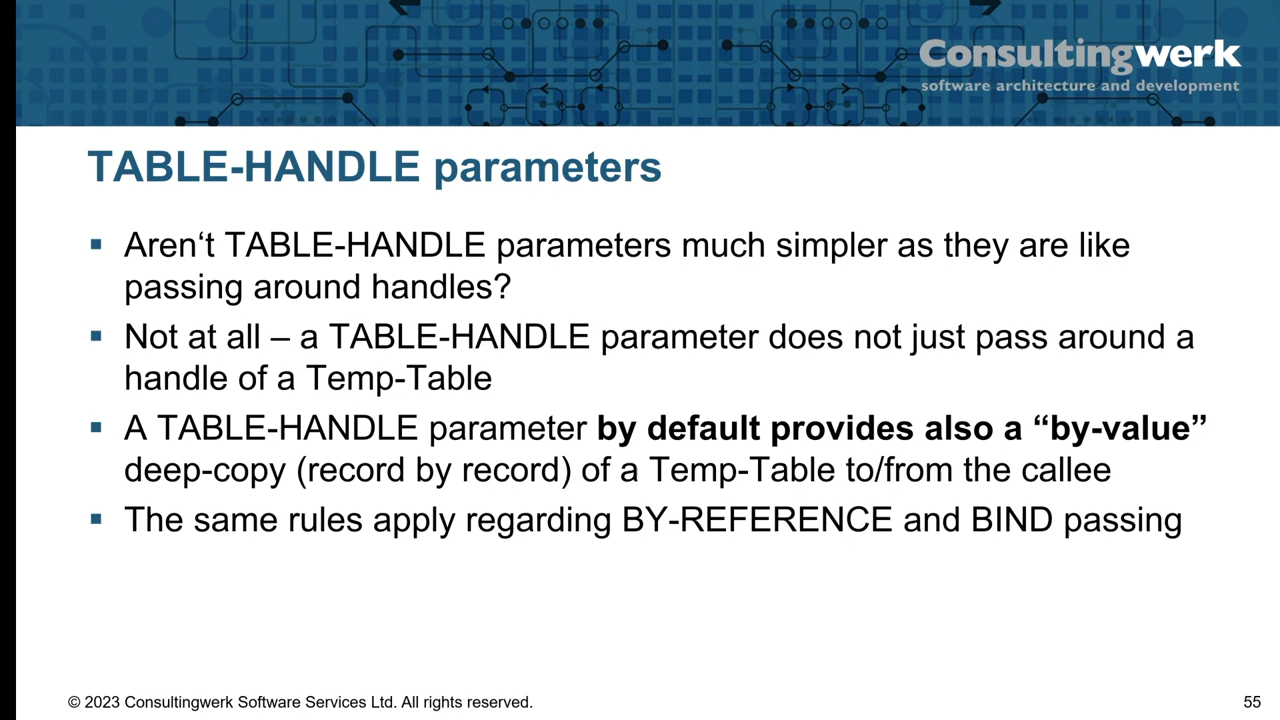 Consultingwerk
software architecture and development
TABLE-HANDLE parameters
▪ Aren‘t TABLE-HANDLE parameters much simpler as they are like
passing around handles?
▪ Not at all – a TABLE-HANDLE parameter does not just pass around a
handle of a Temp-Table
▪ A TABLE-HANDLE parameter by default provides also a “by-value”
deep-copy (record by record) of a Temp-Table to/from the callee
▪ The same rules apply regarding BY-REFERENCE and BIND passing
© 2023 Consultingwerk Software Services Ltd. All rights reserved.
55